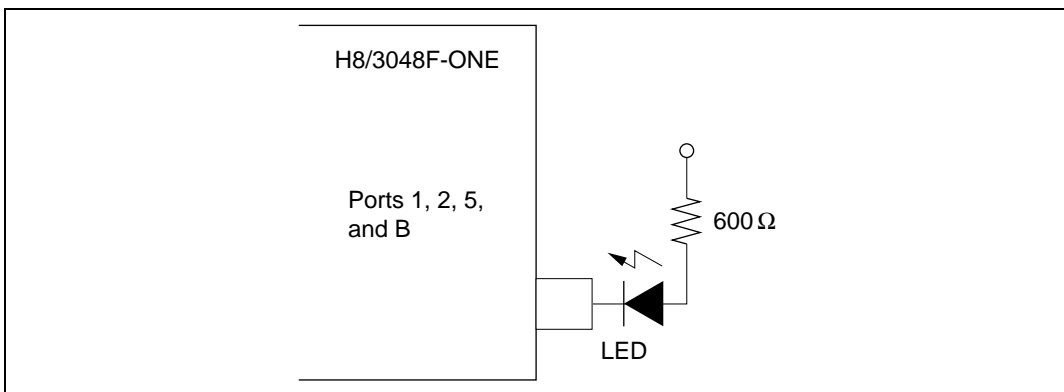 H8/3048F-ONE
Ports 1, 2, 5,
and B
600 Ω
LED